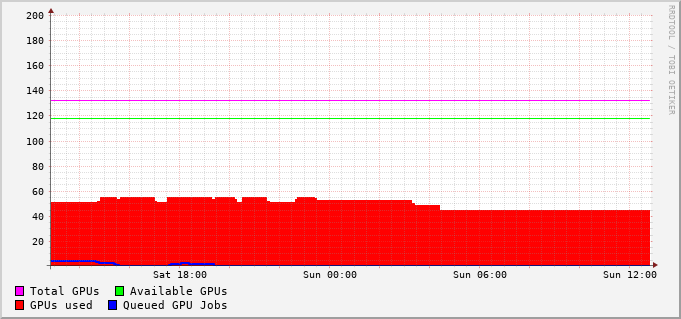 200
180
160
140
120
100
80
60
40
20
Sat 18:00 Sun 00:00 Sun 06:00 Sun 12:00
Total GPUs Available GPUs
GPUs used Queued GPU Jobs
RRDTOOL / TOBI OETIKER